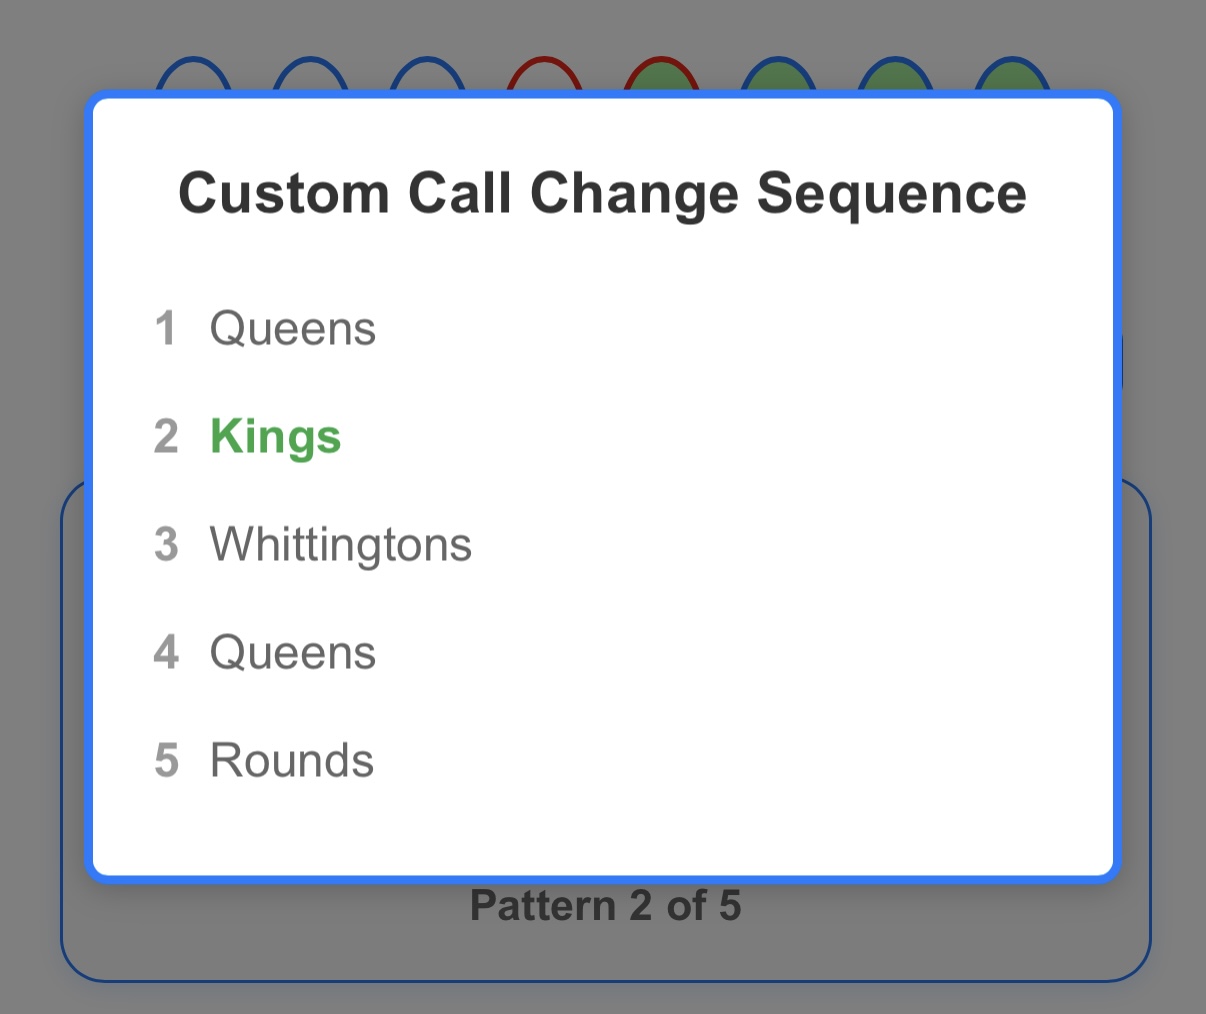 Custom Call Change Sequence
1 Queens
2 Kings
3 Whittingtons
4 Queens
5 Rounds
Pattern 2 of 5